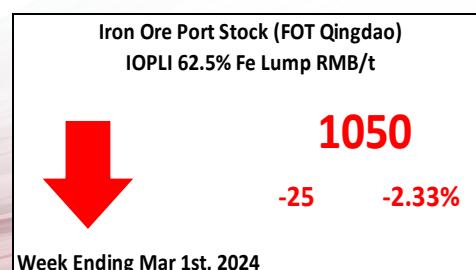 Iron Ore Port Stock (FOT Qingdao)
IOPLI 62.5% Fe Lump RMB/t
1050
-25 -2.33%
Week Ending Mar 1st, 2024